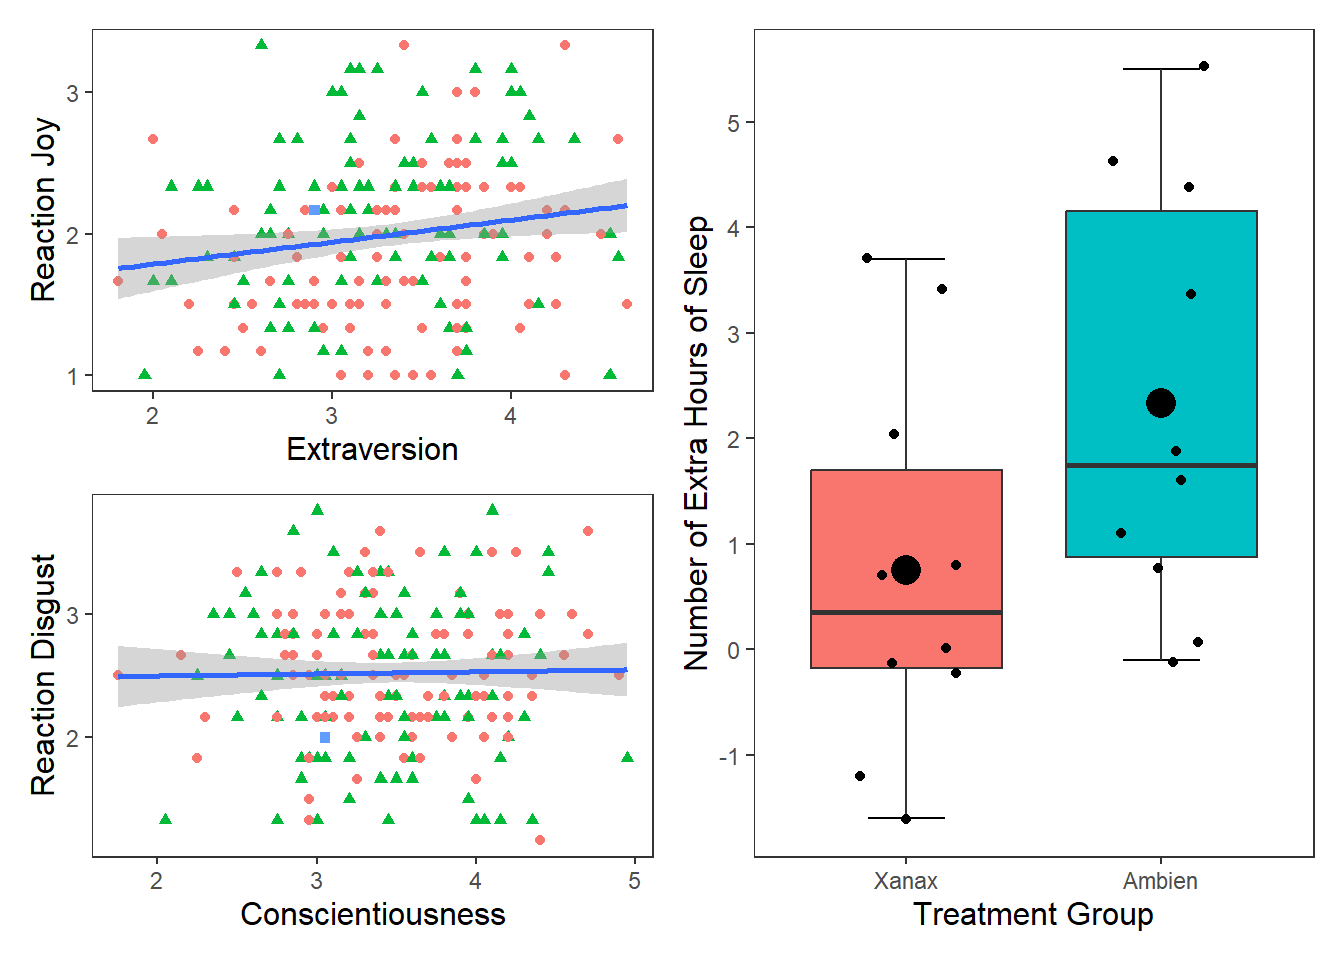 Reaction Joy
3
2
1
2 3 4
Extraversion
Reaction Disgust
3
2
2 3 4 5
Conscientiousness
Number of Extra Hours of Sleep
5
4
3
2
1
0
-1
Xanax Ambien
Treatment Group